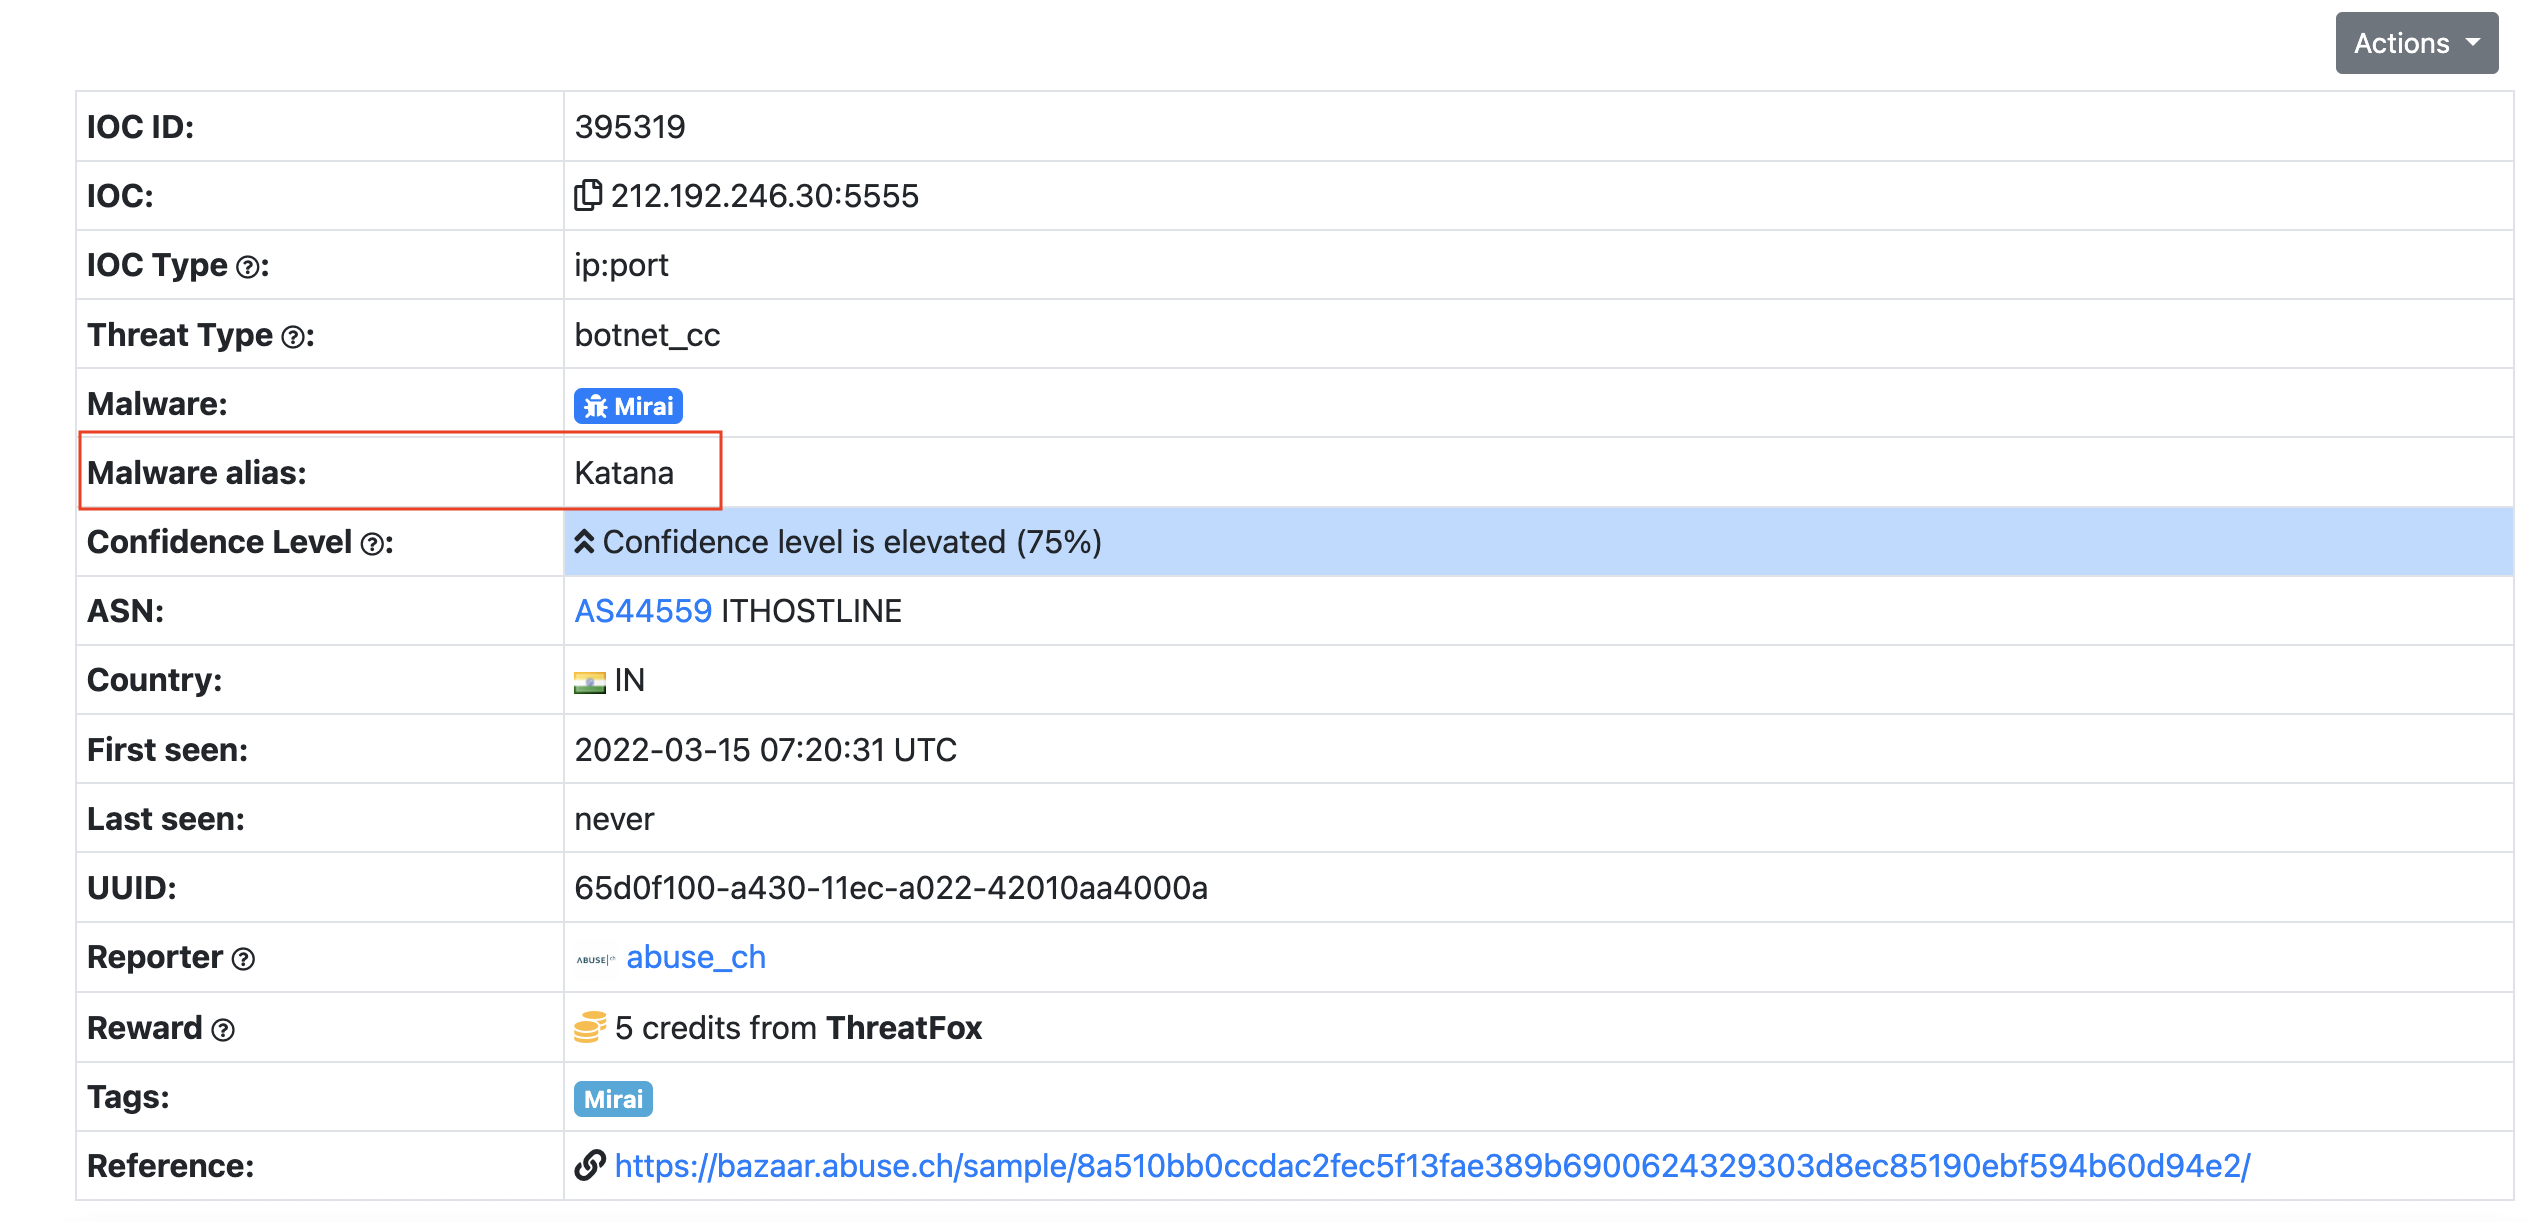 Actions
IOC ID: 395319
IOC: 212.192.246.30:5555
IOC Type ?: ip:port
Threat Type ?: botnet_cc
Malware: Mirai
Malware alias: Katana
Confidence Level ?: Confidence level is elevated (75%)
ASN: AS44559 ITHOSTLINE
Country: IN
First seen: 2022-03-15 07:20:31 UTC
Last seen: never
UUID: 65d0f100-a430-11ec-a022-42010aa4000a
Reporter ? ABUSE|ch abuse_ch
Reward ? 5 credits from ThreatFox
Tags: Mirai
Reference: https://bazaar.abuse.ch/sample/8a510bb0ccdac2fec5f13fae389b6900624329303d8ec85190ebf594b60d94e2/